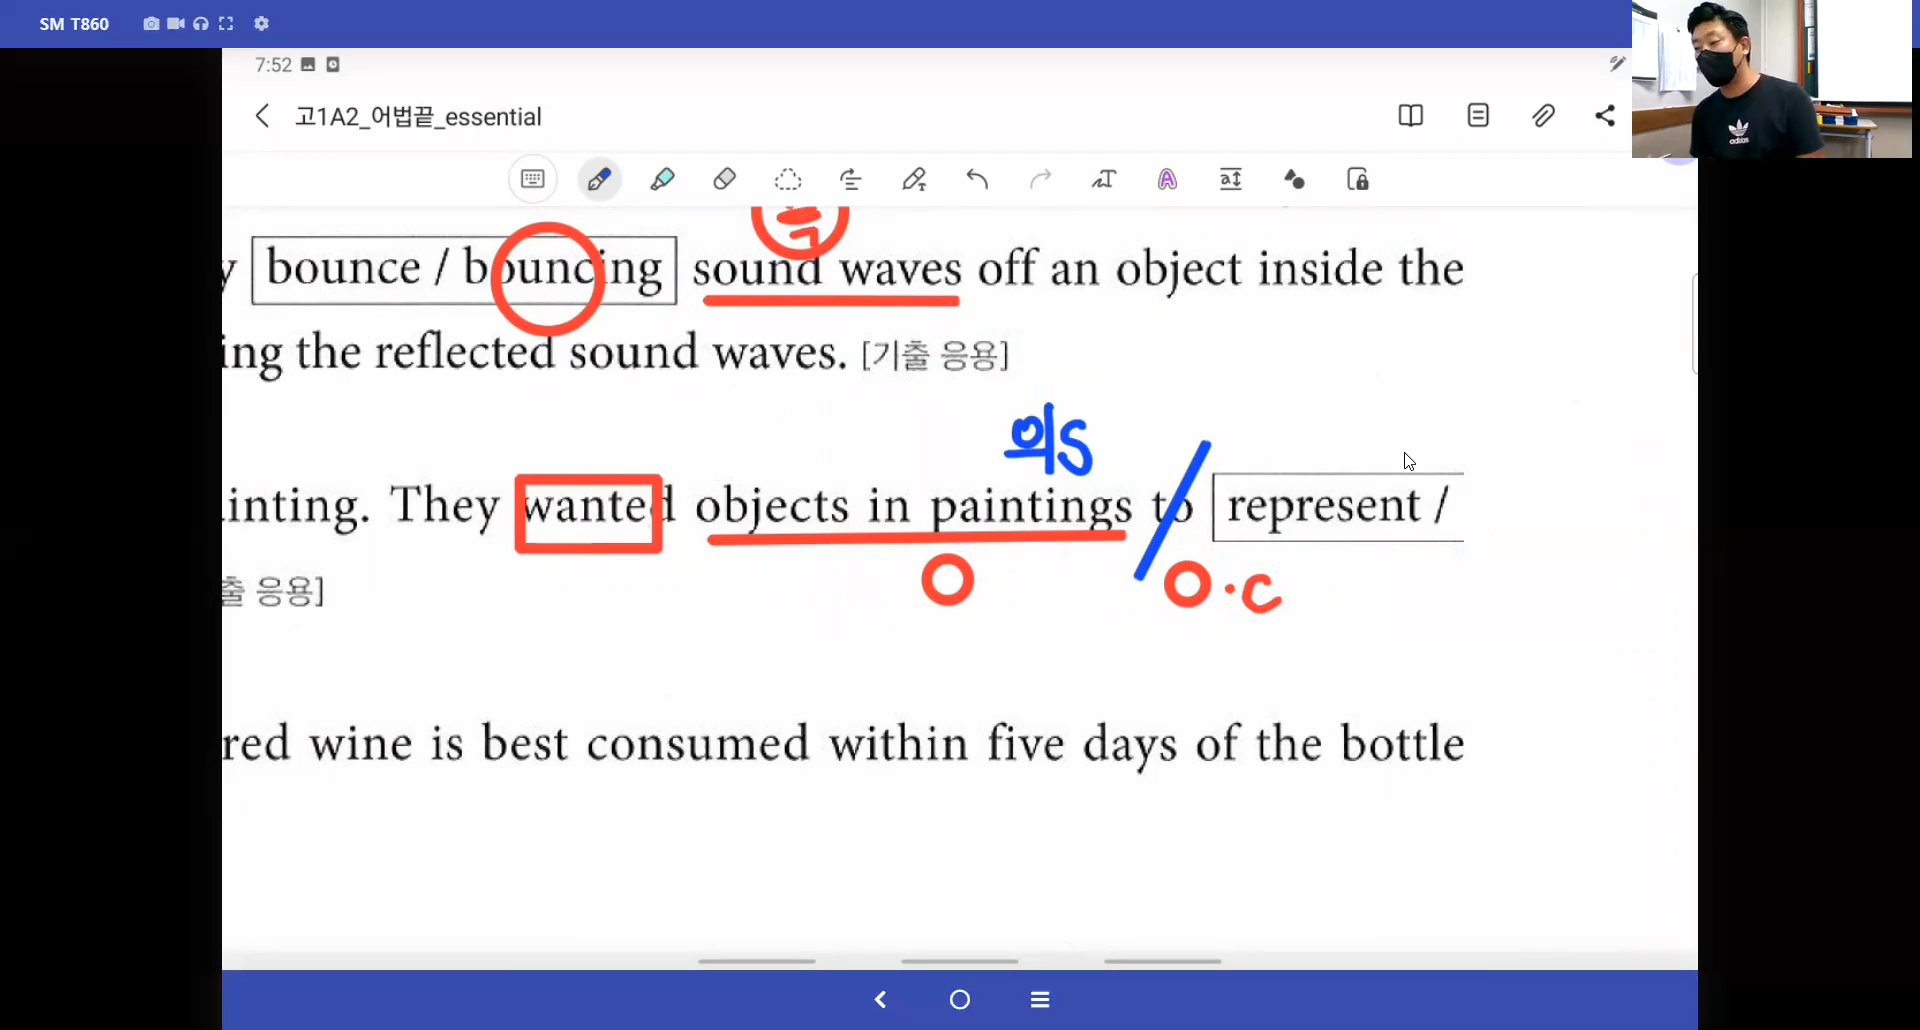 SM T860
7:52
고1A2_어법끝_essential
목
y bounce / bouncing sound waves off an object inside the
ing the reflected sound waves. [기출 응용]
의S
inting. They wanted objects in paintings to represent /
O O·C
출 응용]
red wine is best consumed within five days of the bottle
adidas